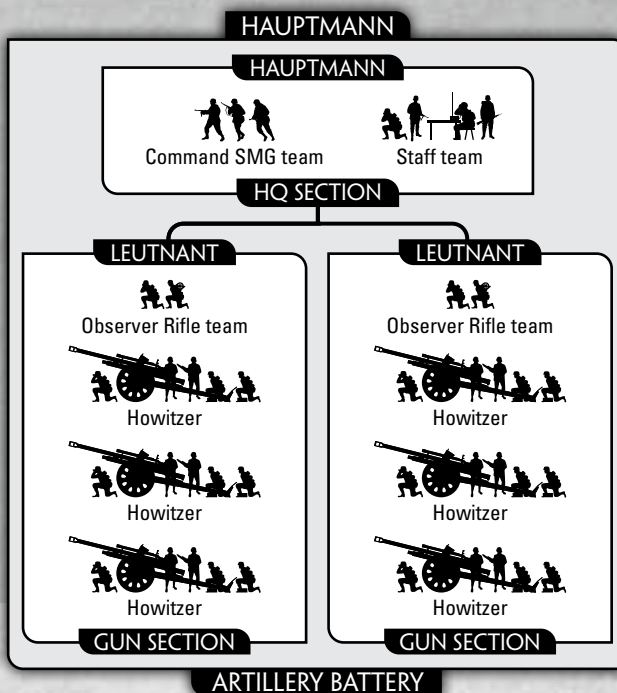 HAUPTMANN
HAUPTMANN
Command SMG team
Staff team
HQ SECTION
LEUTNANT
Observer Rifle team
Howitzer
Howitzer
Howitzer
GUN SECTION
LEUTNANT
Observer Rifle team
Howitzer
Howitzer
Howitzer
GUN SECTION
ARTILLERY BATTERY